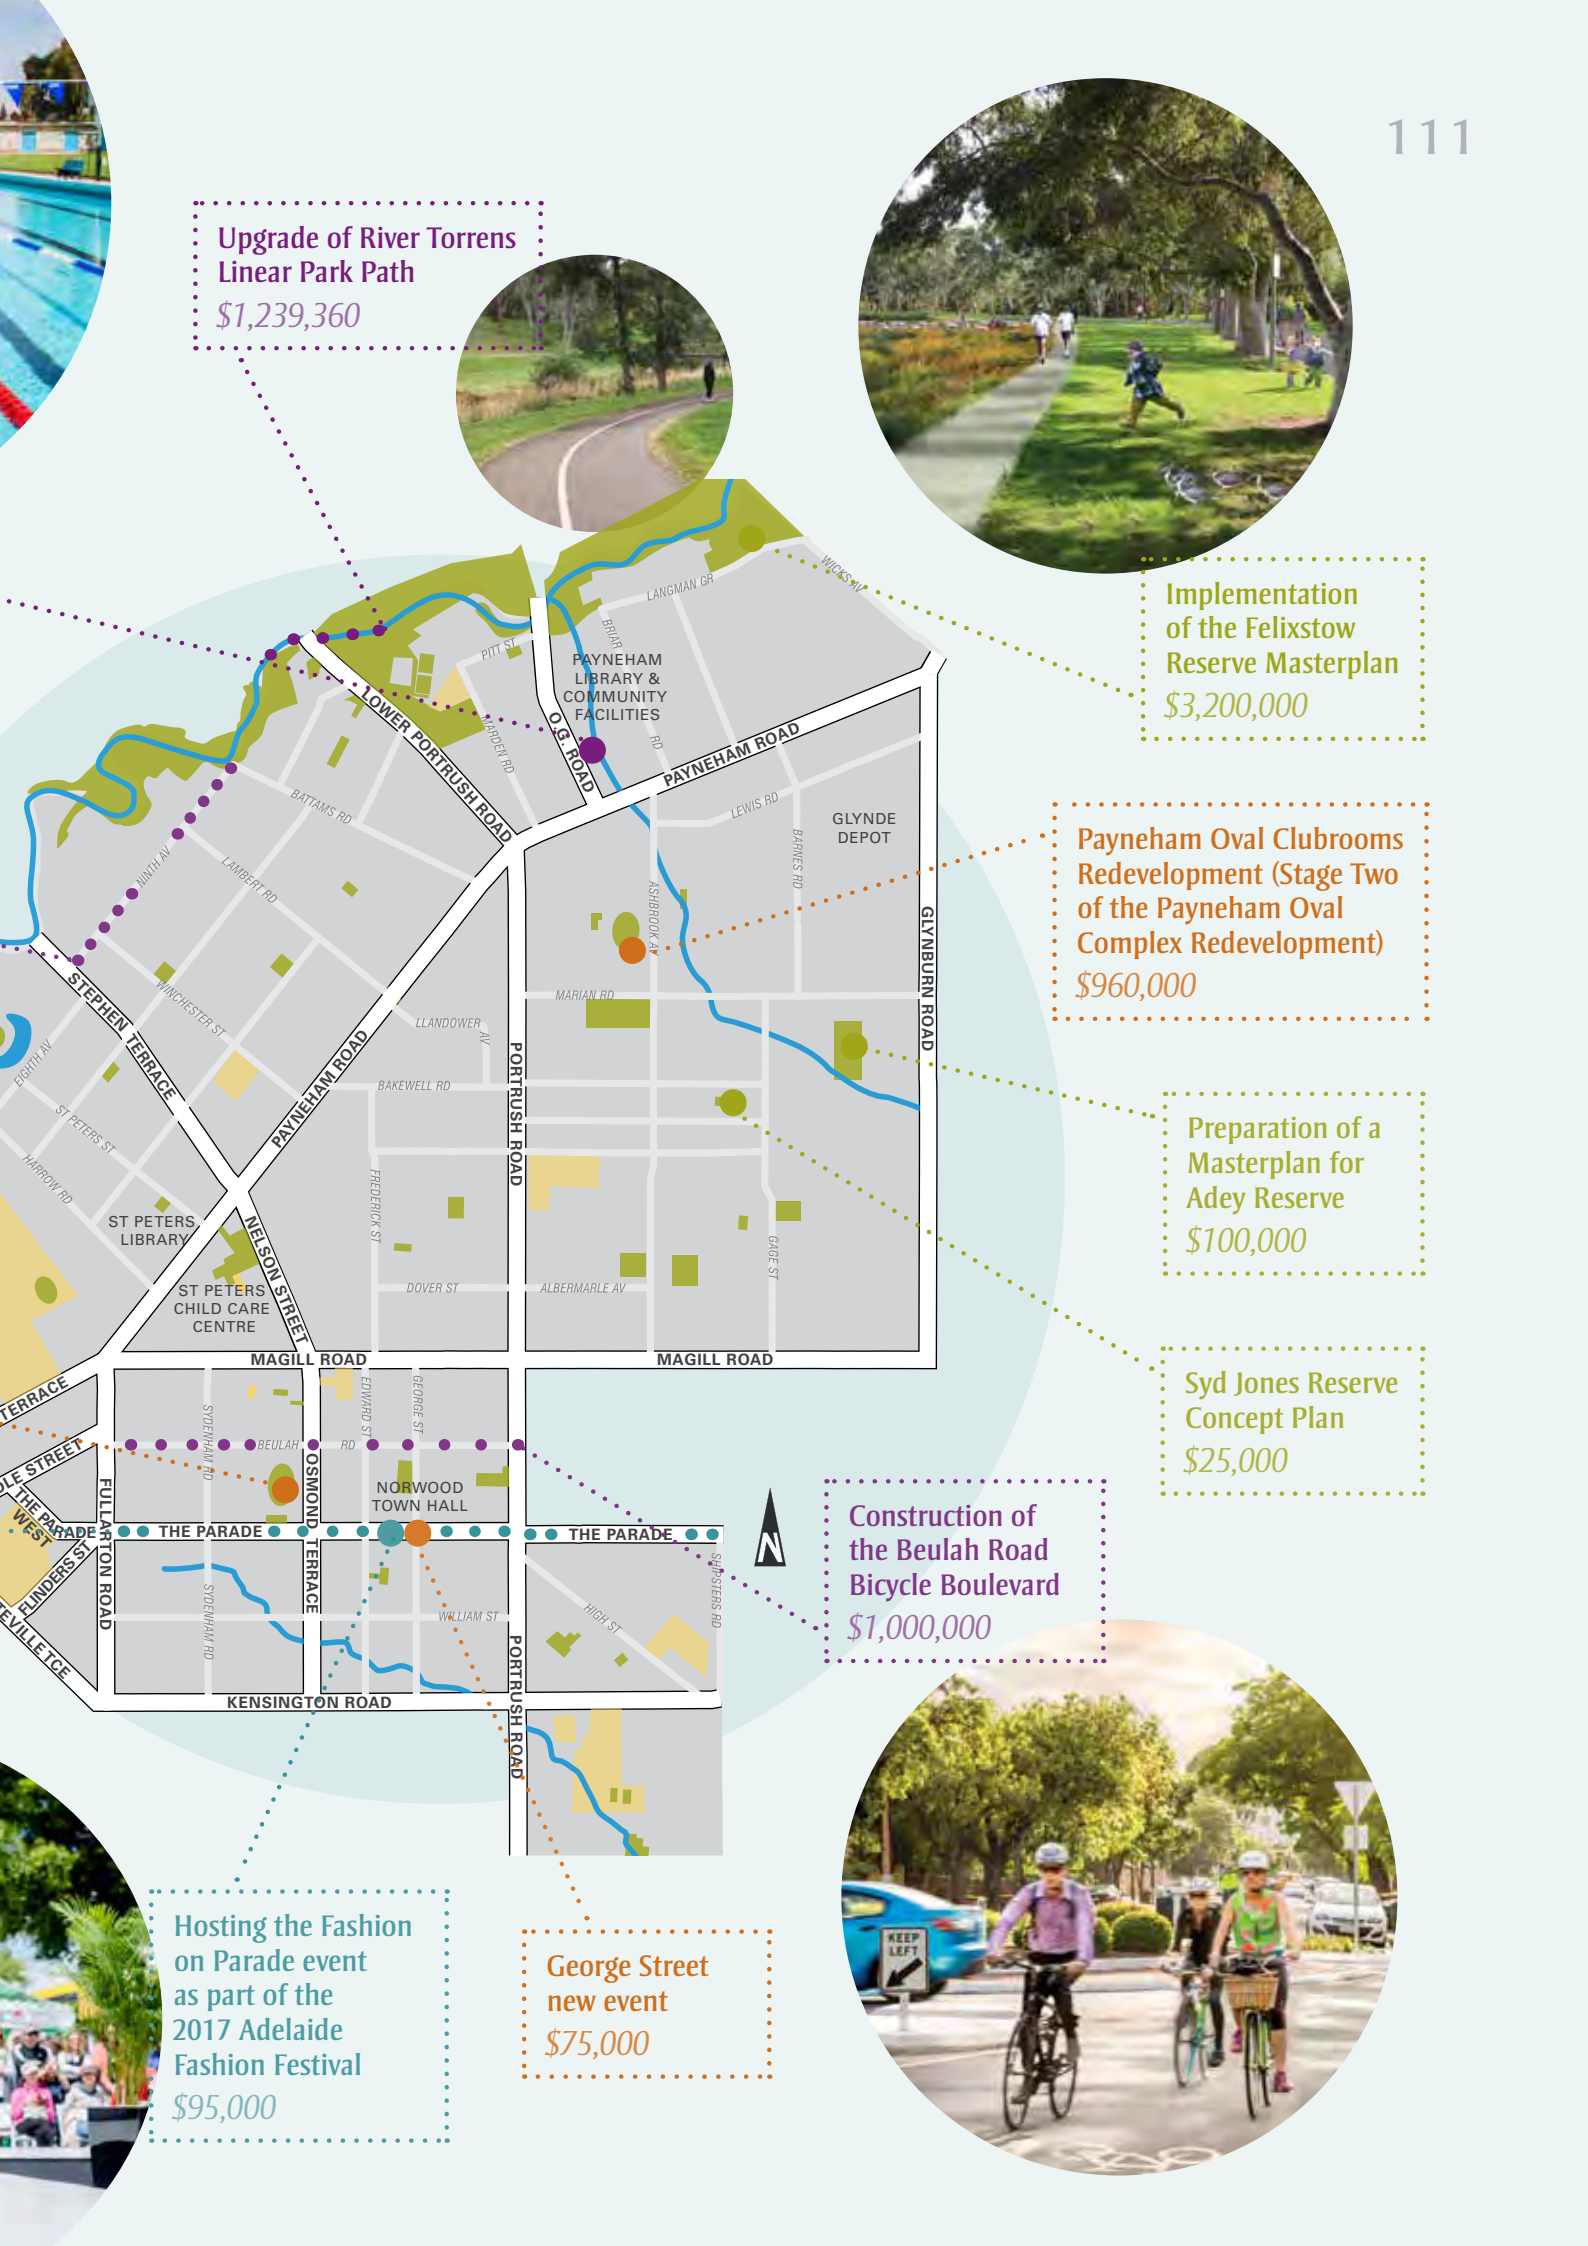 111
Upgrade of River Torrens
Linear Park Path
$1,239,360
Implementation
of the Felixstow
Reserve Masterplan
$3,200,000
Payneham Oval Clubrooms
Redevelopment (Stage Two
of the Payneham Oval
Complex Redevelopment)
$960,000
Preparation of a
Masterplan for
Adey Reserve
$100,000
Syd Jones Reserve
Concept Plan
$25,000
Construction of
the Beulah Road
Bicycle Boulevard
$1,000,000
Hosting the Fashion
on Parade event
as part of the
2017 Adelaide
Fashion Festival
$95,000
George Street
new event
$75,000
WICKS AV
LANGMAN GR
BRIAR
RD
PITT ST
PAYNEHAM
LIBRARY &
COMMUNITY
FACILITIES
LOWER PORTRUSH ROAD
MARDEN RD
O.G. ROAD
PAYNEHAM ROAD
LEWIS RD
BATTAMS RD
GLYNDE
DEPOT
BARNES RD
NINTH AV
LAMBERT RD
ASHBROOK AV
GLYNBURN ROAD
STEPHEN TERRACE
WINCHESTER ST
MARIAN RD
LLANDOWER
AV
EIGHTH AV
PAYNEHAM ROAD
PORTRUSH ROAD
BAKEWELL RD
ST PETERS ST
HARROW RD
FREDERICK ST
ST PETERS
LIBRARY
NELSON STREET
GAGE ST
ST PETERS
CHILD CARE
CENTRE
DOVER ST
ALBERMARLE AV
MAGILL ROAD
MAGILL ROAD
TERRACE
SYDENHAM RD
EDWARD ST
GEORGE ST
BEULAH
RD
DLE STREET
THE PARADE
WEST
FULLARTON ROAD
OSMOND TERRACE
NORWOOD
TOWN HALL
PARADE
THE PARADE
THE PARADE
FLINDERS ST
SYDENHAM RD
SHIPSTERS RD
N
WILLIAM ST
HIGH ST
EVILLE TCE
KENSINGTON ROAD
PORTRUSH ROAD
KEEP
LEFT